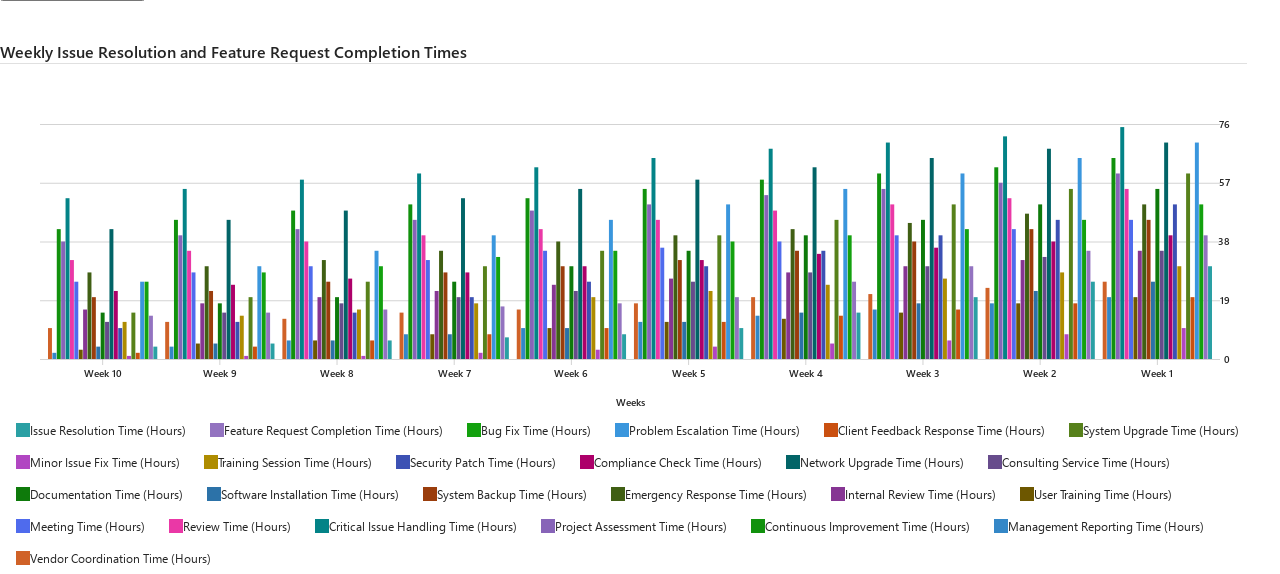 Weekly Issue Resolution and Feature Request Completion Times
76
57
38
19
0
Week 10 Week 9 Week 8 Week 7 Week 6 Week 5 Week 4 Week 3 Week 2 Week 1
Weeks
Issue Resolution Time (Hours) Feature Request Completion Time (Hours) Bug Fix Time (Hours) Problem Escalation Time (Hours) Client Feedback Response Time (Hours) System Upgrade Time (Hours)
Minor Issue Fix Time (Hours) Training Session Time (Hours) Security Patch Time (Hours) Compliance Check Time (Hours) Network Upgrade Time (Hours) Consulting Service Time (Hours)
Documentation Time (Hours) Software Installation Time (Hours) System Backup Time (Hours) Emergency Response Time (Hours) Internal Review Time (Hours) User Training Time (Hours)
Meeting Time (Hours) Review Time (Hours) Critical Issue Handling Time (Hours) Project Assessment Time (Hours) Continuous Improvement Time (Hours) Management Reporting Time (Hours)
Vendor Coordination Time (Hours)